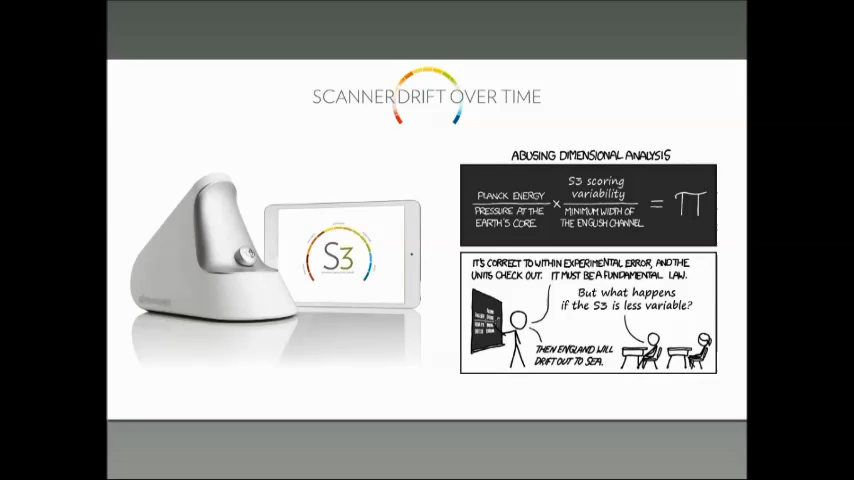 SCANNER DRIFT OVER TIME
S3
ABUSING DIMENSIONAL ANALYSIS
PLANCK ENERGY
PRESSURE AT THE
EARTH'S CORE
×
S3 scoring
variability
MINIMUM WIDTH OF
THE ENGLISH CHANNEL
= π
IT'S CORRECT TO WITHIN EXPERIMENTAL ERROR, AND THE
UNITS CHECK OUT. IT MUST BE A FUNDAMENTAL LAW.
But what happens
if the S3 is less variable?
THEN ENGLAND WILL
DRIFT OUT TO SEA.